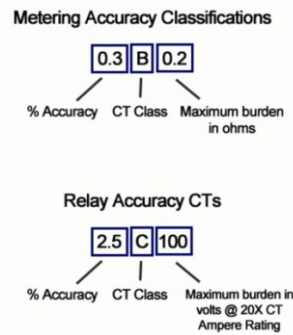 Metering Accuracy Classifications
0.3 B 0.2
% Accuracy CT Class Maximum burden
in ohms
Relay Accuracy CTs
2.5 C 100
% Accuracy CT Class Maximum burden in
volts @ 20X CT
Ampere Rating